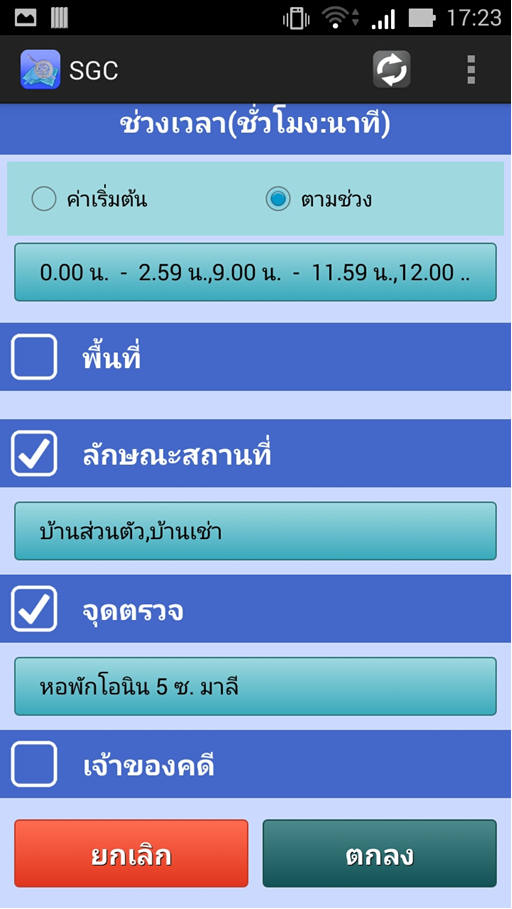 17:23
SGC
ช่วงเวลา(ชั่วโมง:นาที)
ค่าเริ่มต้น ตามช่วง
0.00 น. - 2.59 น.,9.00 น. - 11.59 น.,12.00 ..
พื้นที่
ลักษณะสถานที่
บ้านส่วนตัว,บ้านเช่า
จุดตรวจ
หอพักโอนิน 5 ซ. มาลี
เจ้าของคดี
ยกเลิก ตกลง